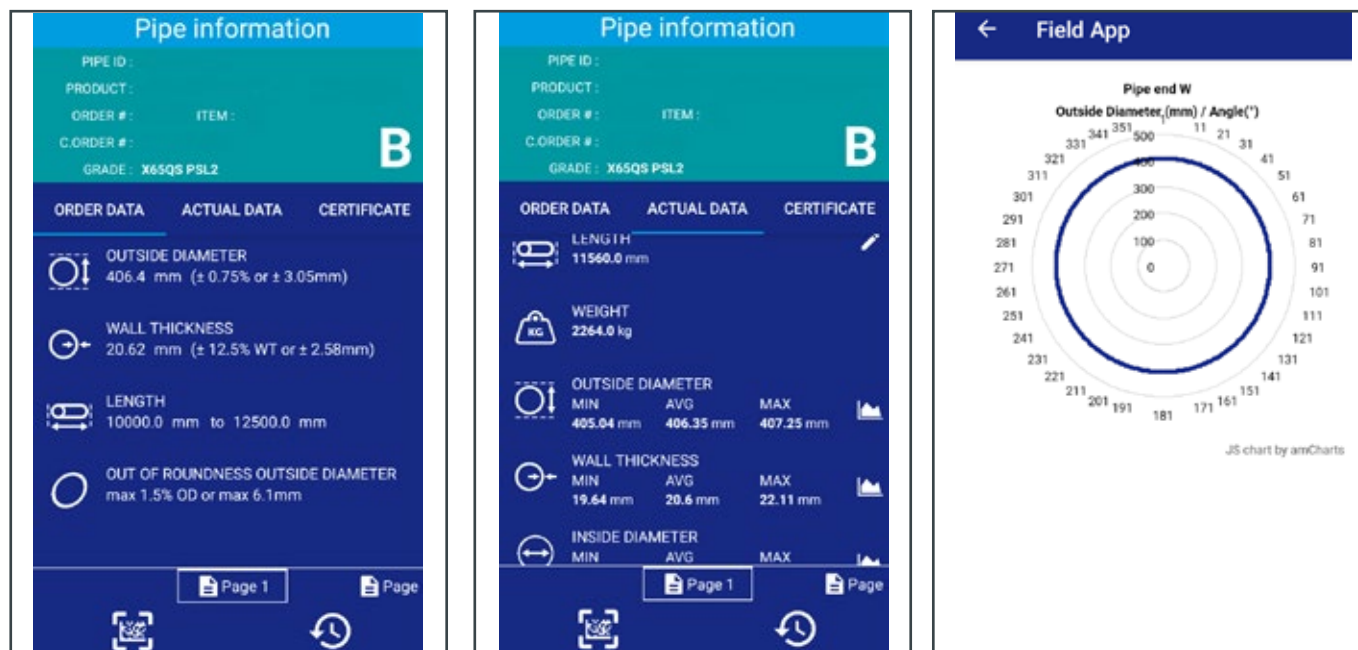 Pipe information
PIPE ID :
PRODUCT :
ORDER # : ITEM :
C.ORDER # :
B
GRADE : X65QS PSL2
ORDER DATA ACTUAL DATA CERTIFICATE
OUTSIDE DIAMETER
406.4 mm (± 0.75% or ± 3.05mm)
WALL THICKNESS
20.62 mm (± 12.5% WT or ± 2.58mm)
LENGTH
10000.0 mm to 12500.0 mm
OUT OF ROUNDNESS OUTSIDE DIAMETER
max 1.5% OD or max 6.1mm
Page 1 Page
Pipe information
PIPE ID :
PRODUCT :
ORDER # : ITEM :
C.ORDER # :
B
GRADE : X65QS PSL2
ORDER DATA ACTUAL DATA CERTIFICATE
LENGTH
11560.0 mm
KG
WEIGHT
2264.0 kg
OUTSIDE DIAMETER
MIN AVG MAX
405.04 mm 406.35 mm 407.25 mm
WALL THICKNESS
MIN AVG MAX
19.64 mm 20.6 mm 22.11 mm
INSIDE DIAMETER
MIN AVG MAX
Page 1 Page
Field App
Pipe end W
Outside Diameter (mm) / Angle(°)
1 11 21 31 41 51 61 71 81 91 101 111 121 131 141 151 161 171 181 191 201 211 221 231 241 251 261 271 281 291 301 311 321 331 341 351
500
400
300
200
100
0
JS chart by amCharts